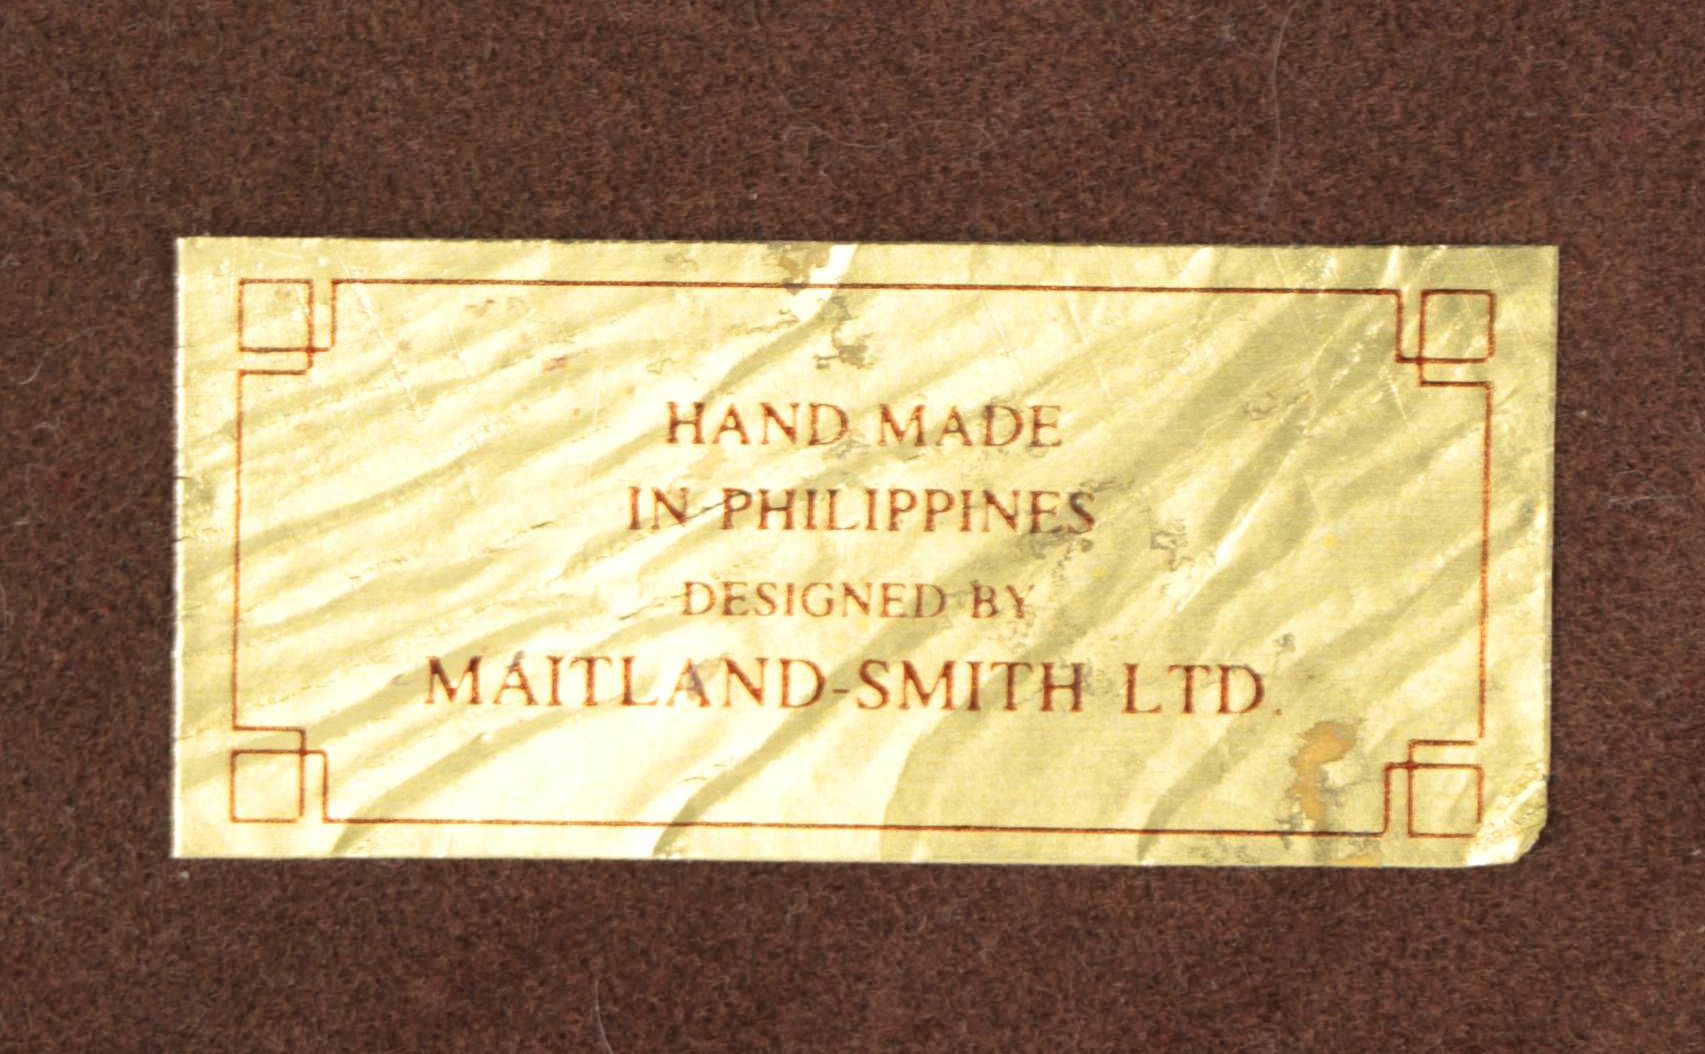 HAND MADE
IN PHILIPPINES
DESIGNED BY
MAITLAND-SMITH LTD.